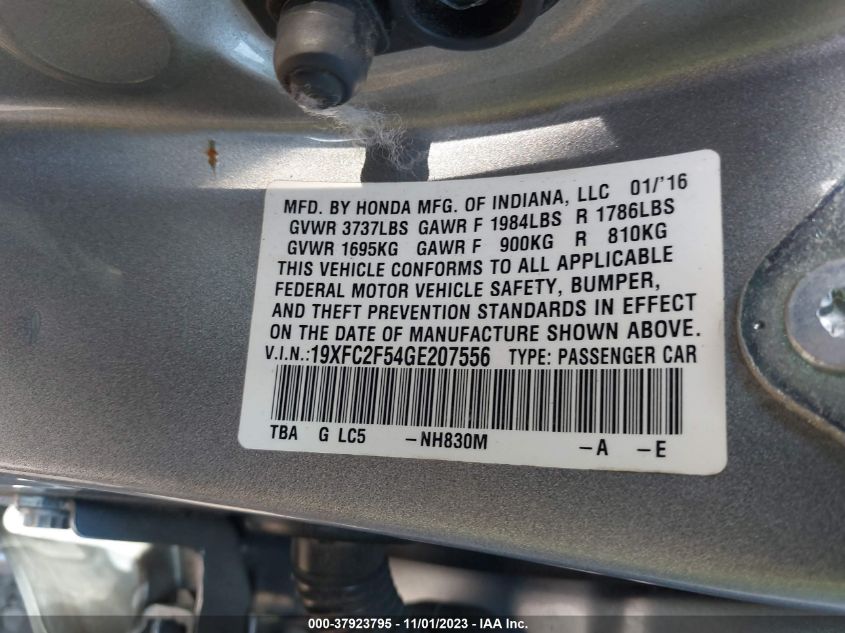 MFD. BY HONDA MFG. OF INDIANA, LLC 01/'16
GVWR 3737LBS GAWR F 1984LBS R 1786LBS
GVWR 1695KG GAWR F 900KG R 810KG
THIS VEHICLE CONFORMS TO ALL APPLICABLE
FEDERAL MOTOR VEHICLE SAFETY, BUMPER,
AND THEFT PREVENTION STANDARDS IN EFFECT
ON THE DATE OF MANUFACTURE SHOWN ABOVE.
V.I.N.:19XFC2F54GE207556 TYPE: PASSENGER CAR
TBA G LC5 -NH830M -A -E
000-37923795 - 11/01/2023 - IAA Inc.